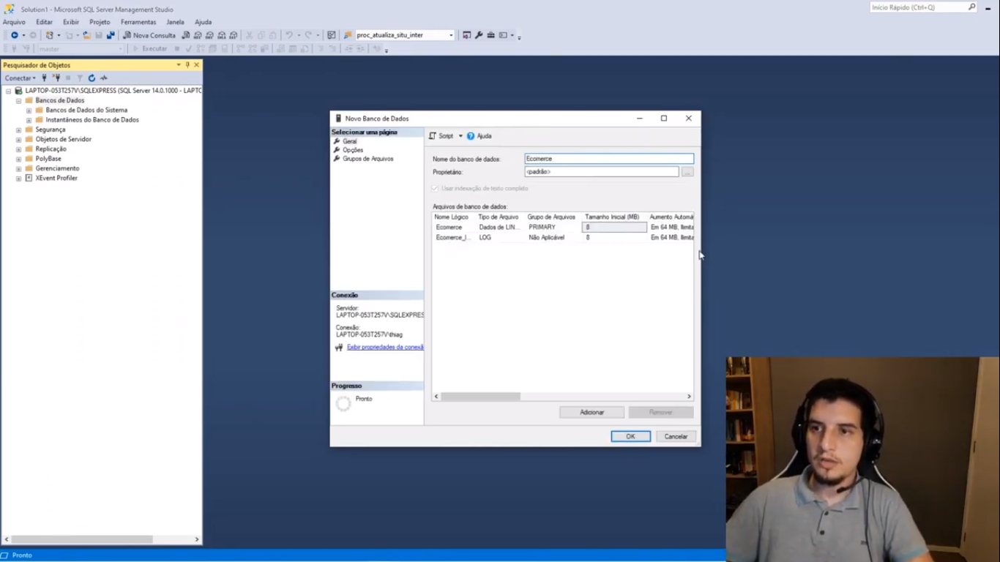 Solution1 - Microsoft SQL Server Management Studio
Início Rápido (Ctrl+Q)
Arquivo Editar Exibir Projeto Ferramentas Janela Ajuda
Nova Consulta proc_atualiza_situ_inter
master Executar
Pesquisador de Objetos
Conectar
LAPTOP-053T257V\SQLEXPRESS (SQL Server 14.0.1000 - LAPTO
Bancos de Dados
Bancos de Dados do Sistema
Instantâneos do Banco de Dados
Segurança
Objetos de Servidor
Replicação
PolyBase
Gerenciamento
XEvent Profiler
Novo Banco de Dados
Selecionar uma página
Geral
Opções
Grupos de Arquivos
Script Ajuda
Nome do banco de dados: Ecomerce
Proprietário: <padrão> ...
Usar indexação de texto completo
Arquivos de banco de dados:
Nome Lógico Tipo de Arquivo Grupo de Arquivos Tamanho Inicial (MB) Aumento Automá
Ecomerce Dados de LIN... PRIMARY 8 Em 64 MB, Ilimita
Ecomerce_l... LOG Não Aplicável 8 Em 64 MB, Ilimita
Conexão
Servidor:
LAPTOP-053T257V\SQLEXPRES
Conexão:
LAPTOP-053T257V\thiag
Exibir propriedades da conexã
Progresso
Pronto
Adicionar Remover
OK Cancelar
Pronto